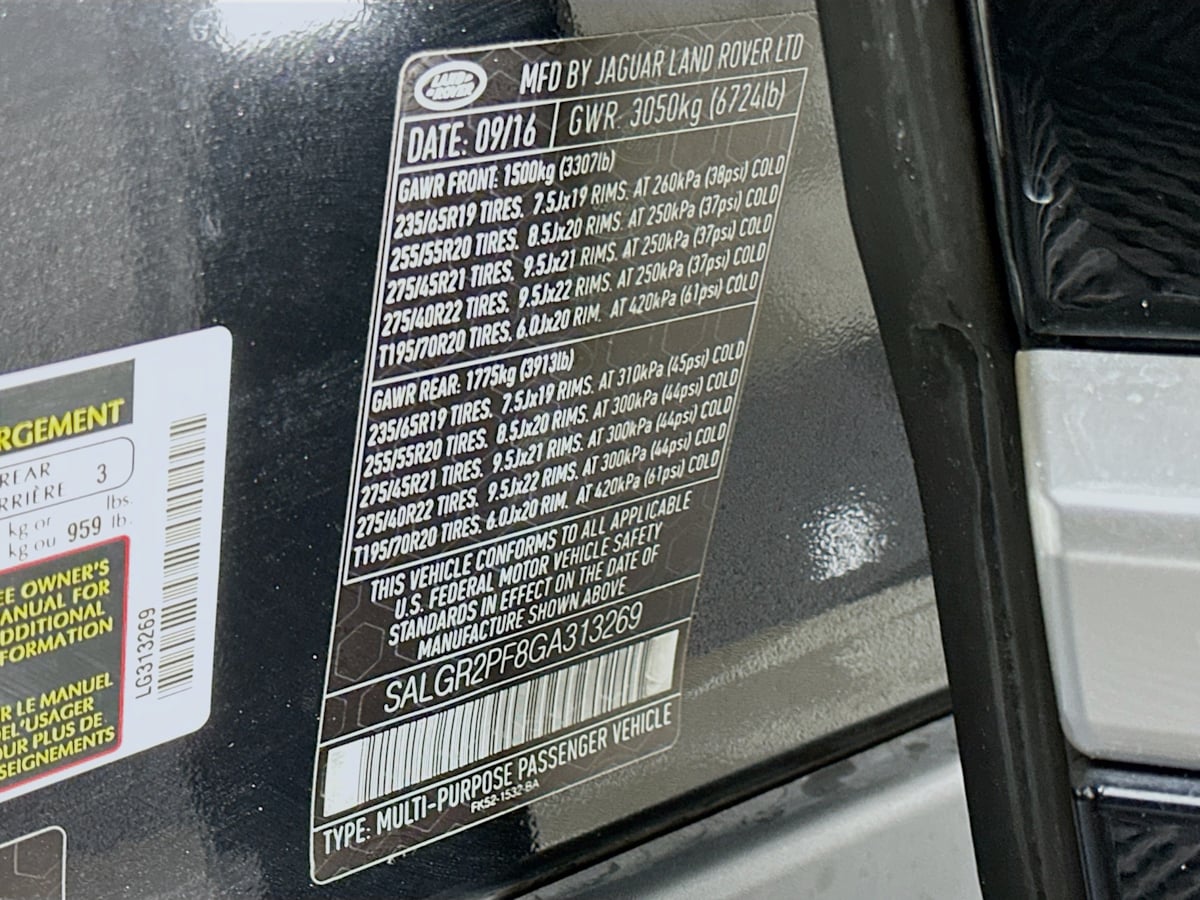 LAND ROVER
MFD BY JAGUAR LAND ROVER LTD
DATE: 09/16 GWR: 3050kg (6724lb)
GAWR FRONT: 1500kg (3307lb)
235/65R19 TIRES. 7.5Jx19 RIMS. AT 260kPa (38psi) COLD
255/55R20 TIRES. 8.5Jx20 RIMS. AT 250kPa (37psi) COLD
275/45R21 TIRES. 9.5Jx21 RIMS. AT 250kPa (37psi) COLD
275/40R22 TIRES. 9.5Jx22 RIMS. AT 250kPa (37psi) COLD
T195/70R20 TIRES. 6.0Jx20 RIM. AT 420kPa (61psi) COLD
GAWR REAR: 1775kg (3913lb)
235/65R19 TIRES. 7.5Jx19 RIMS. AT 310kPa (45psi) COLD
255/55R20 TIRES. 8.5Jx20 RIMS. AT 300kPa (44psi) COLD
275/45R21 TIRES. 9.5Jx21 RIMS. AT 300kPa (44psi) COLD
275/40R22 TIRES. 9.5Jx22 RIMS. AT 300kPa (44psi) COLD
T195/70R20 TIRES. 6.0Jx20 RIM. AT 420kPa (61psi) COLD
THIS VEHICLE CONFORMS TO ALL APPLICABLE
U.S. FEDERAL MOTOR VEHICLE SAFETY
STANDARDS IN EFFECT ON THE DATE OF
MANUFACTURE SHOWN ABOVE
SALGR2PF8GA313269
TYPE: MULTI-PURPOSE PASSENGER VEHICLE
FK52-1532-BA
RGEMENT
REAR 3
RRIÈRE
kg or lbs.
kg ou 959 lb.
EE OWNER'S
ANUAL FOR
DDITIONAL
FORMATION
R LE MANUEL
DEL'USAGER
OUR PLUS DE
SEIGNEMENTS
LG313269